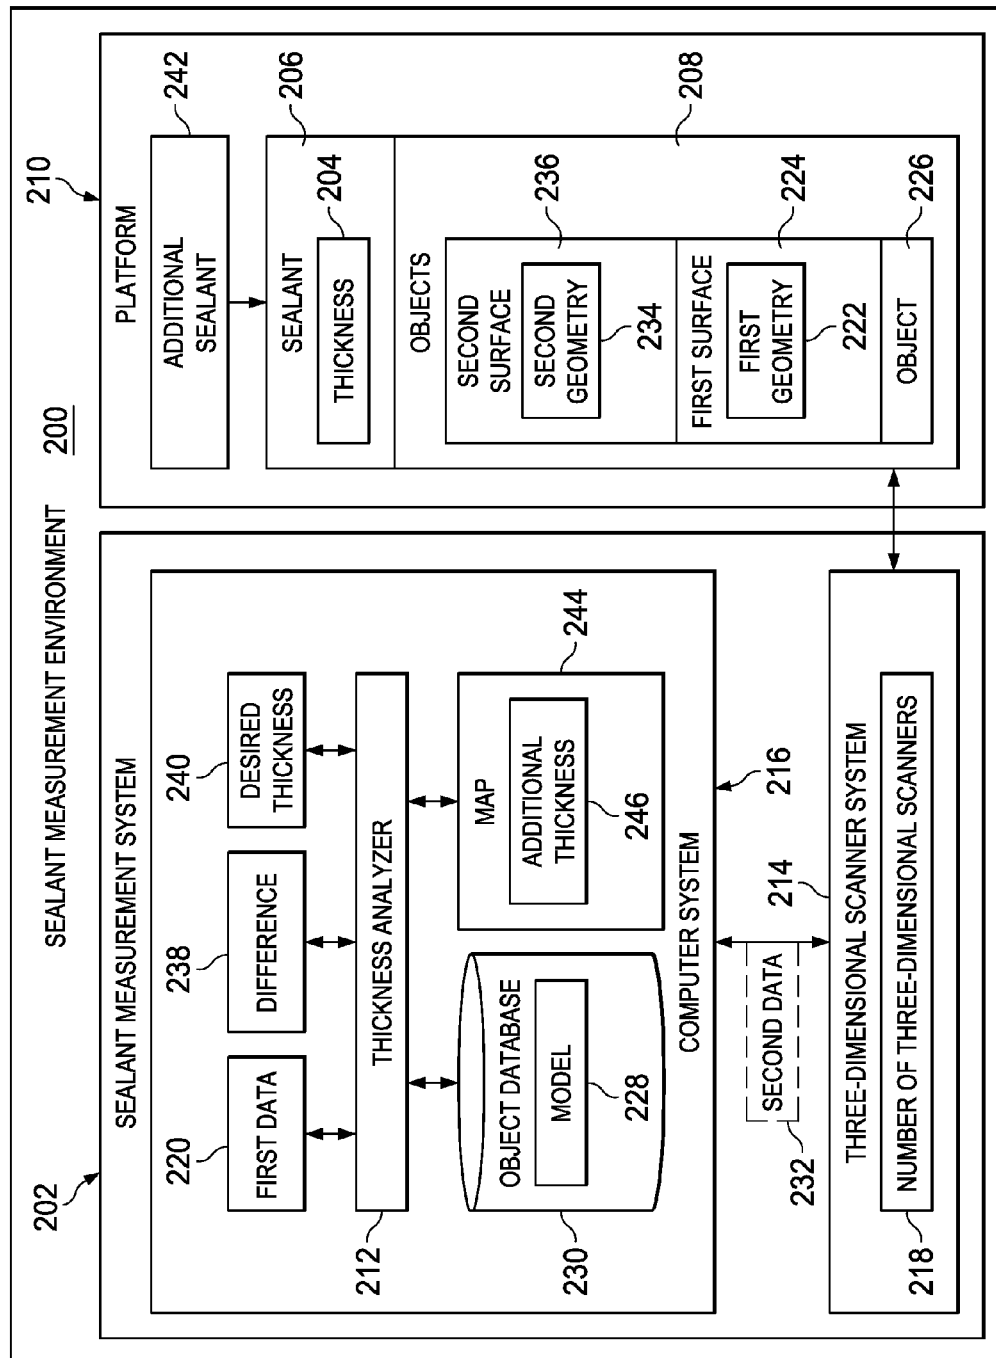 SEALANT MEASUREMENT ENVIRONMENT
200
202
SEALANT MEASUREMENT SYSTEM
220
FIRST DATA
238
DIFFERENCE
240
DESIRED
THICKNESS
212
THICKNESS ANALYZER
OBJECT DATABASE
MODEL
228
230
MAP
ADDITIONAL
THICKNESS
246
244
COMPUTER SYSTEM
216
SECOND DATA
232
214
THREE-DIMENSIONAL SCANNER SYSTEM
NUMBER OF THREE-DIMENSIONAL SCANNERS
218
210
PLATFORM
ADDITIONAL
SEALANT
242
SEALANT
206
THICKNESS
204
OBJECTS
208
SECOND
SURFACE
236
SECOND
GEOMETRY
234
FIRST SURFACE
224
FIRST
GEOMETRY
222
OBJECT
226